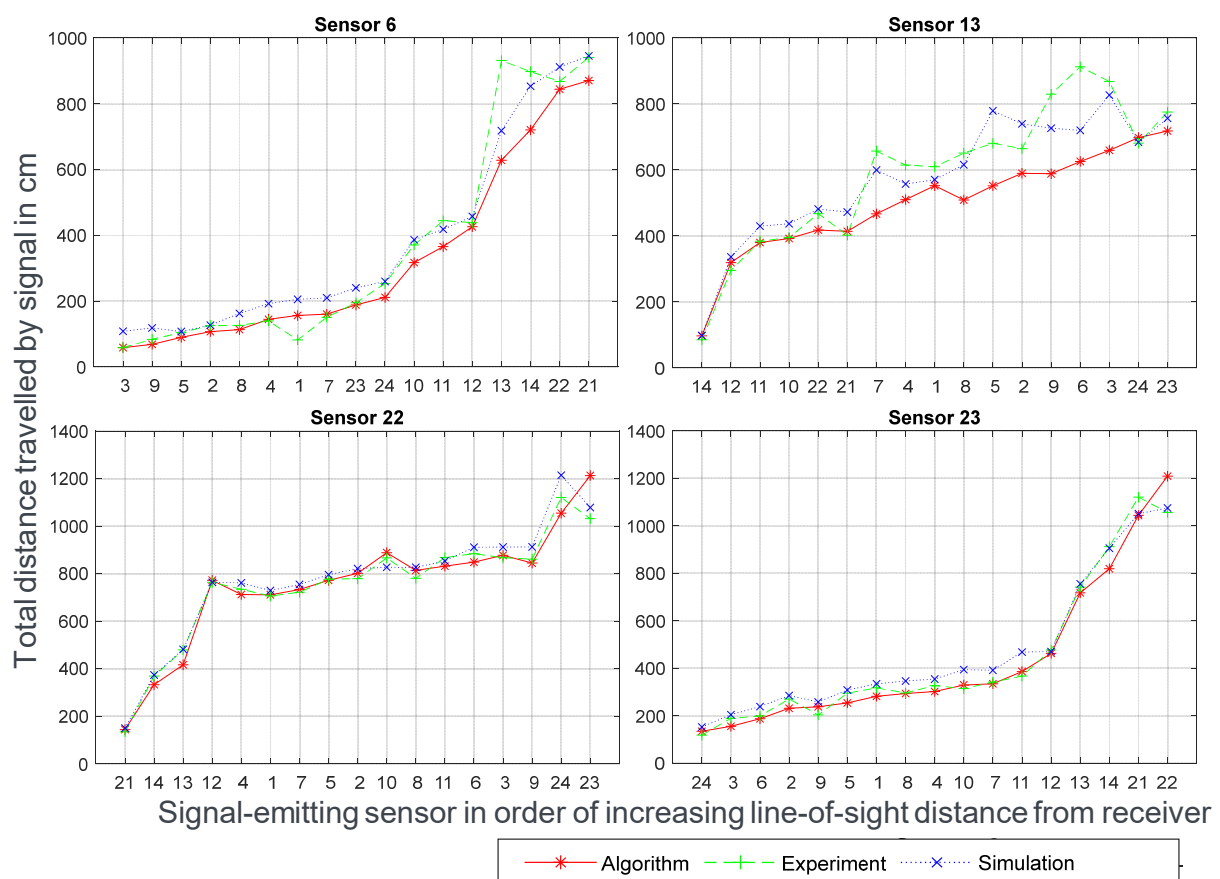 Sensor 6
Sensor 13
1000
800
600
400
200
0
3 9 5 2 8 4 1 7 23 24 10 11 12 13 14 22 21
1000
800
600
400
200
0
14 12 11 10 22 21 7 4 1 8 5 2 9 6 3 24 23
Total distance travelled by signal in cm
Sensor 22
Sensor 23
1400
1200
1000
800
600
400
200
0
21 14 13 12 4 1 7 5 2 10 8 11 6 3 9 24 23
1400
1200
1000
800
600
400
200
0
24 3 6 2 9 5 1 8 4 10 7 11 12 13 14 21 22
Signal-emitting sensor in order of increasing line-of-sight distance from receiver
Algorithm Experiment Simulation